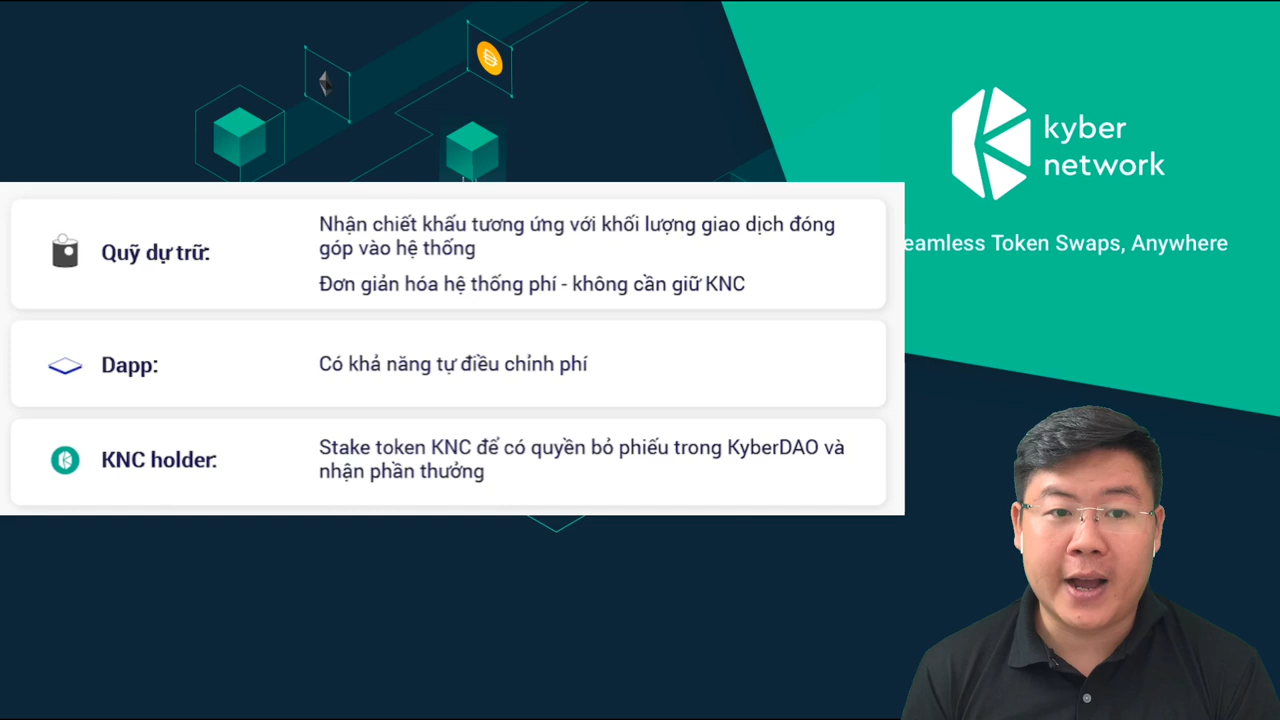 kyber
network
eamless Token Swaps, Anywhere
Quỹ dự trữ:
Nhận chiết khấu tương ứng với khối lượng giao dịch đóng
góp vào hệ thống
Đơn giản hóa hệ thống phí - không cần giữ KNC
Dapp:
Có khả năng tự điều chỉnh phí
KNC holder:
Stake token KNC để có quyền bỏ phiếu trong KyberDAO và
nhận phần thưởng